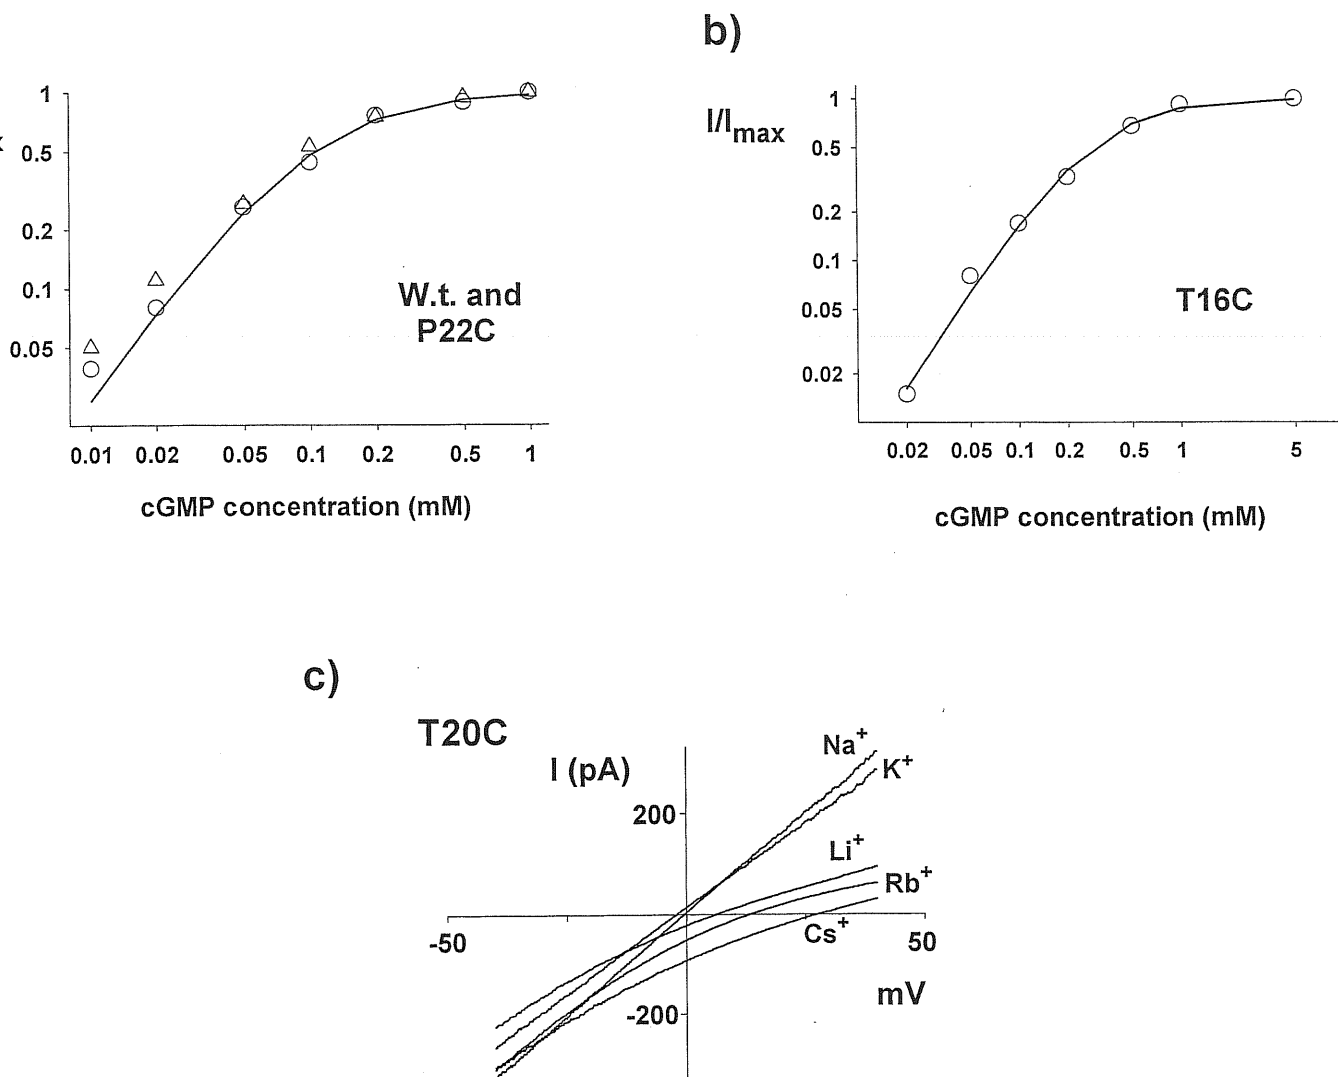 b)
1
0.5
0.2
0.1
0.05
W.t. and
P22C
0.01 0.02 0.05 0.1 0.2 0.5 1
cGMP concentration (mM)
I/Imax
1
0.5
0.2
0.1
0.05
0.02
T16C
0.02 0.05 0.1 0.2 0.5 1 5
cGMP concentration (mM)
c)
T20C
I (pA)
Na+
K+
200
Li+
Rb+
Cs+
-50
50
mV
-200